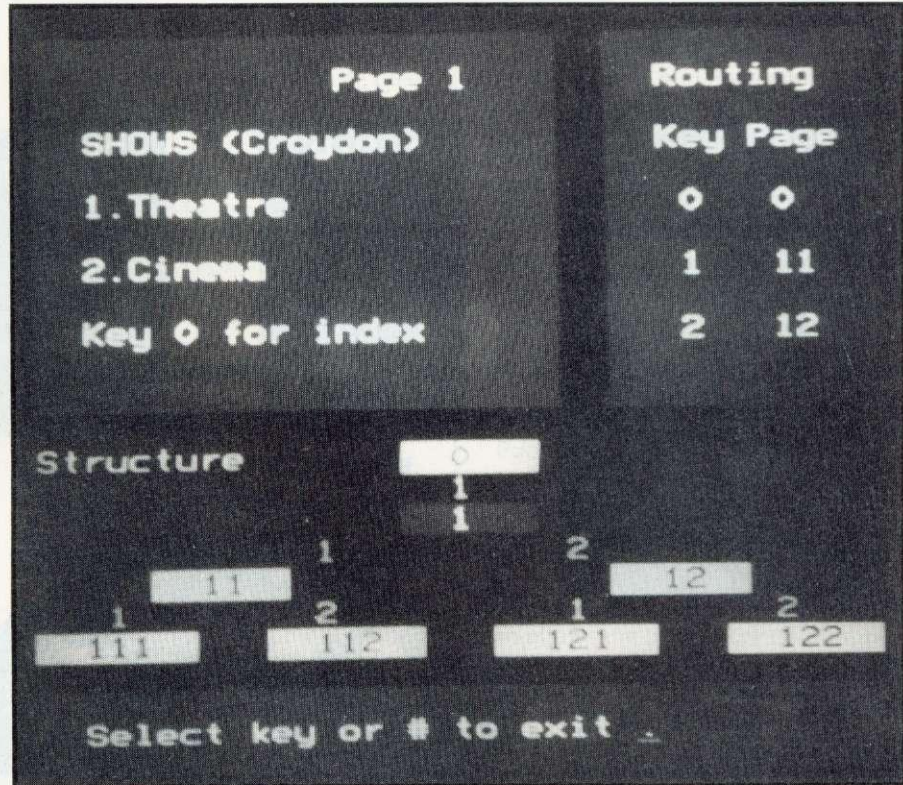 Page 1
SHOWS (Croydon)
1.Theatre
2.Cinema
Key 0 for index
Routing
Key Page
0 0
1 11
2 12
Structure
0
1
1
1 2
11 12
1 2 1 2
111 112 121 122
Select key or # to exit .